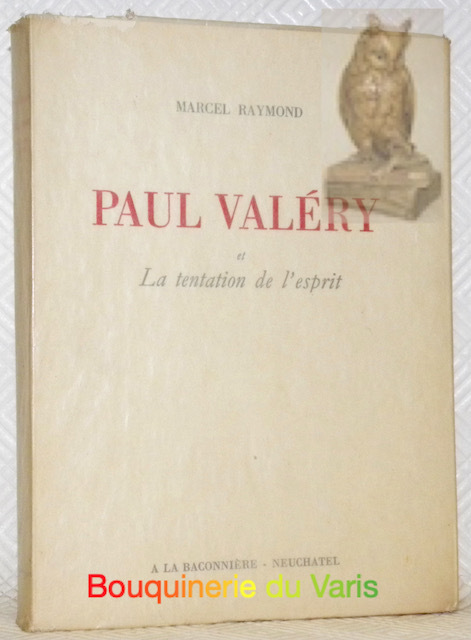 MARCEL RAYMOND
PAUL VALÉRY
et
La tentation de l'esprit
A LA BACONNIÈRE - NEUCHATEL
Bouquinerie du Varis